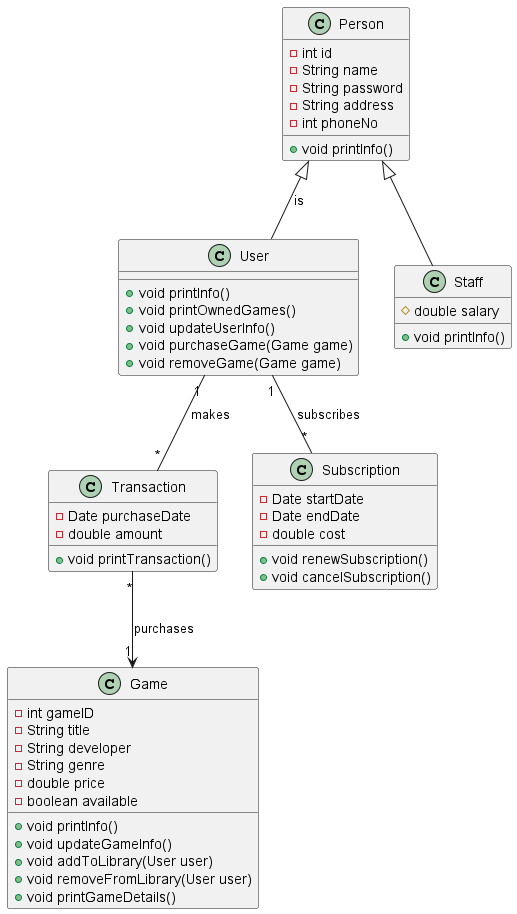 C Person
int id
String name
String password
String address
int phoneNo
void printInfo()
is
C User
void printInfo()
void printOwnedGames()
void updateUserInfo()
void purchaseGame(Game game)
void removeGame(Game game)
C Staff
double salary
void printInfo()
1
makes
*
1
subscribes
*
C Transaction
Date purchaseDate
double amount
void printTransaction()
C Subscription
Date startDate
Date endDate
double cost
void renewSubscription()
void cancelSubscription()
*
purchases
1
C Game
int gameID
String title
String developer
String genre
double price
boolean available
void printInfo()
void updateGameInfo()
void addToLibrary(User user)
void removeFromLibrary(User user)
void printGameDetails()